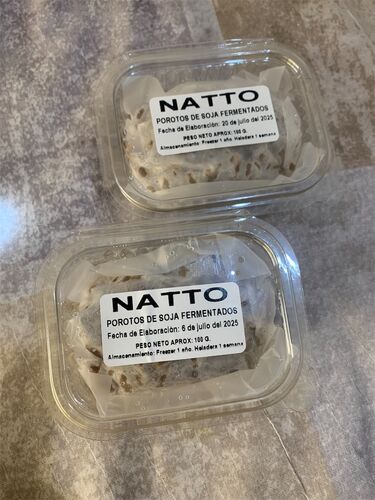 NATTO
POROTOS DE SOJA FERMENTADOS
Fecha de Elaboración: 20 de julio del 2025
PESO NETO APROX: 100 G.
Almacenamiento: Freezer 1 año. Heladera 1 semana
NATTO
POROTOS DE SOJA FERMENTADOS
Fecha de Elaboración: 6 de julio del 2025
PESO NETO APROX: 100 G.
Almacenamiento: Freezer 1 año. Heladera 1 semana